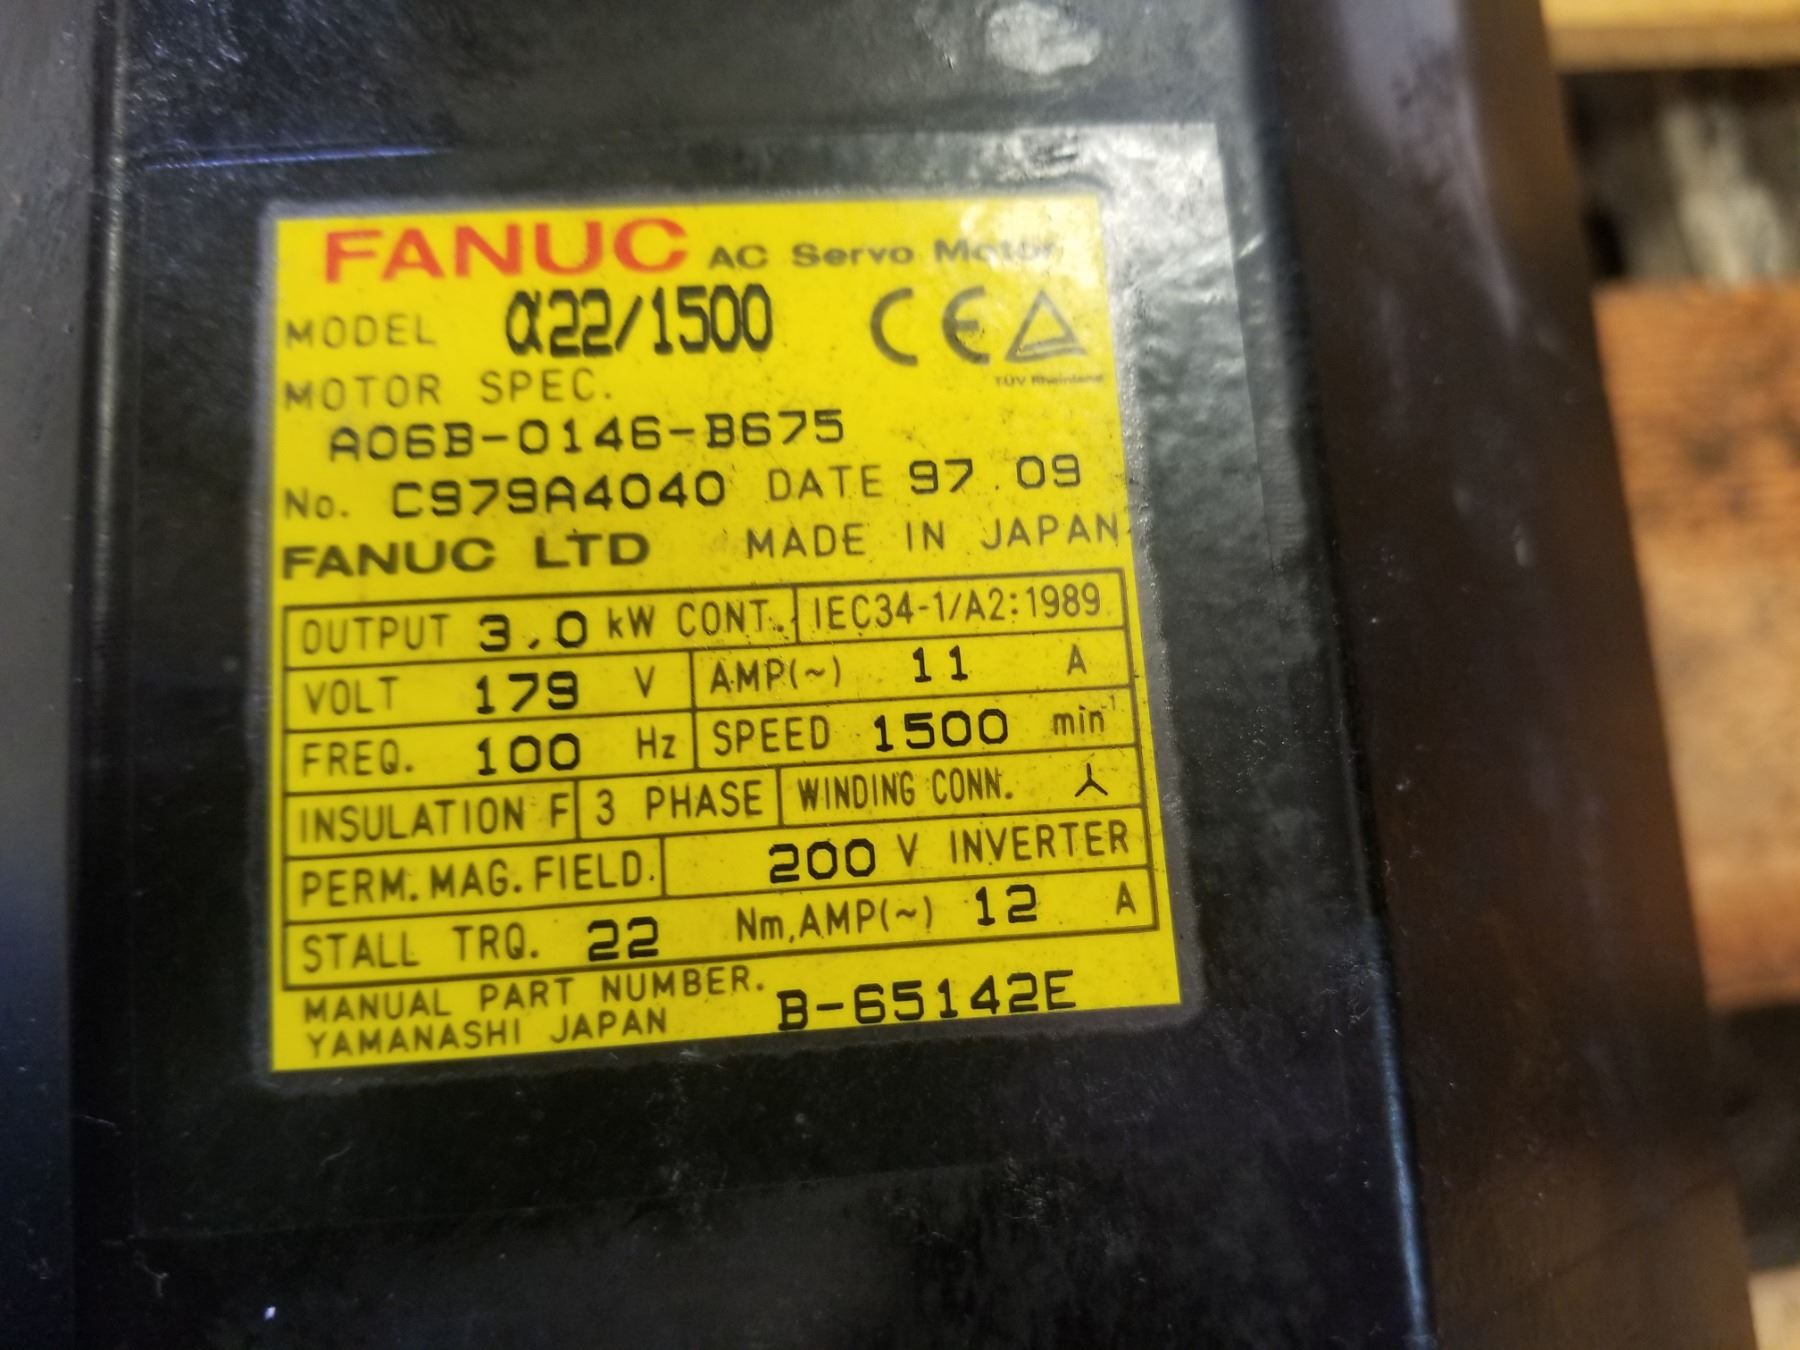 FANUC AC Servo Motor
MODEL α22/1500 CE
TÜV Rheinland
MOTOR SPEC.
A06B-0146-B675
No. C979A4040 DATE 97.09
FANUC LTD MADE IN JAPAN
OUTPUT 3.0 kW CONT. IEC34-1/A2:1989
VOLT 179 V AMP(~) 11 A
FREQ. 100 Hz SPEED 1500 min⁻¹
INSULATION F 3 PHASE WINDING CONN.
PERM. MAG. FIELD. 200 V INVERTER
STALL TRQ. 22 Nm, AMP(~) 12 A
MANUAL PART NUMBER. B-65142E
YAMANASHI JAPAN